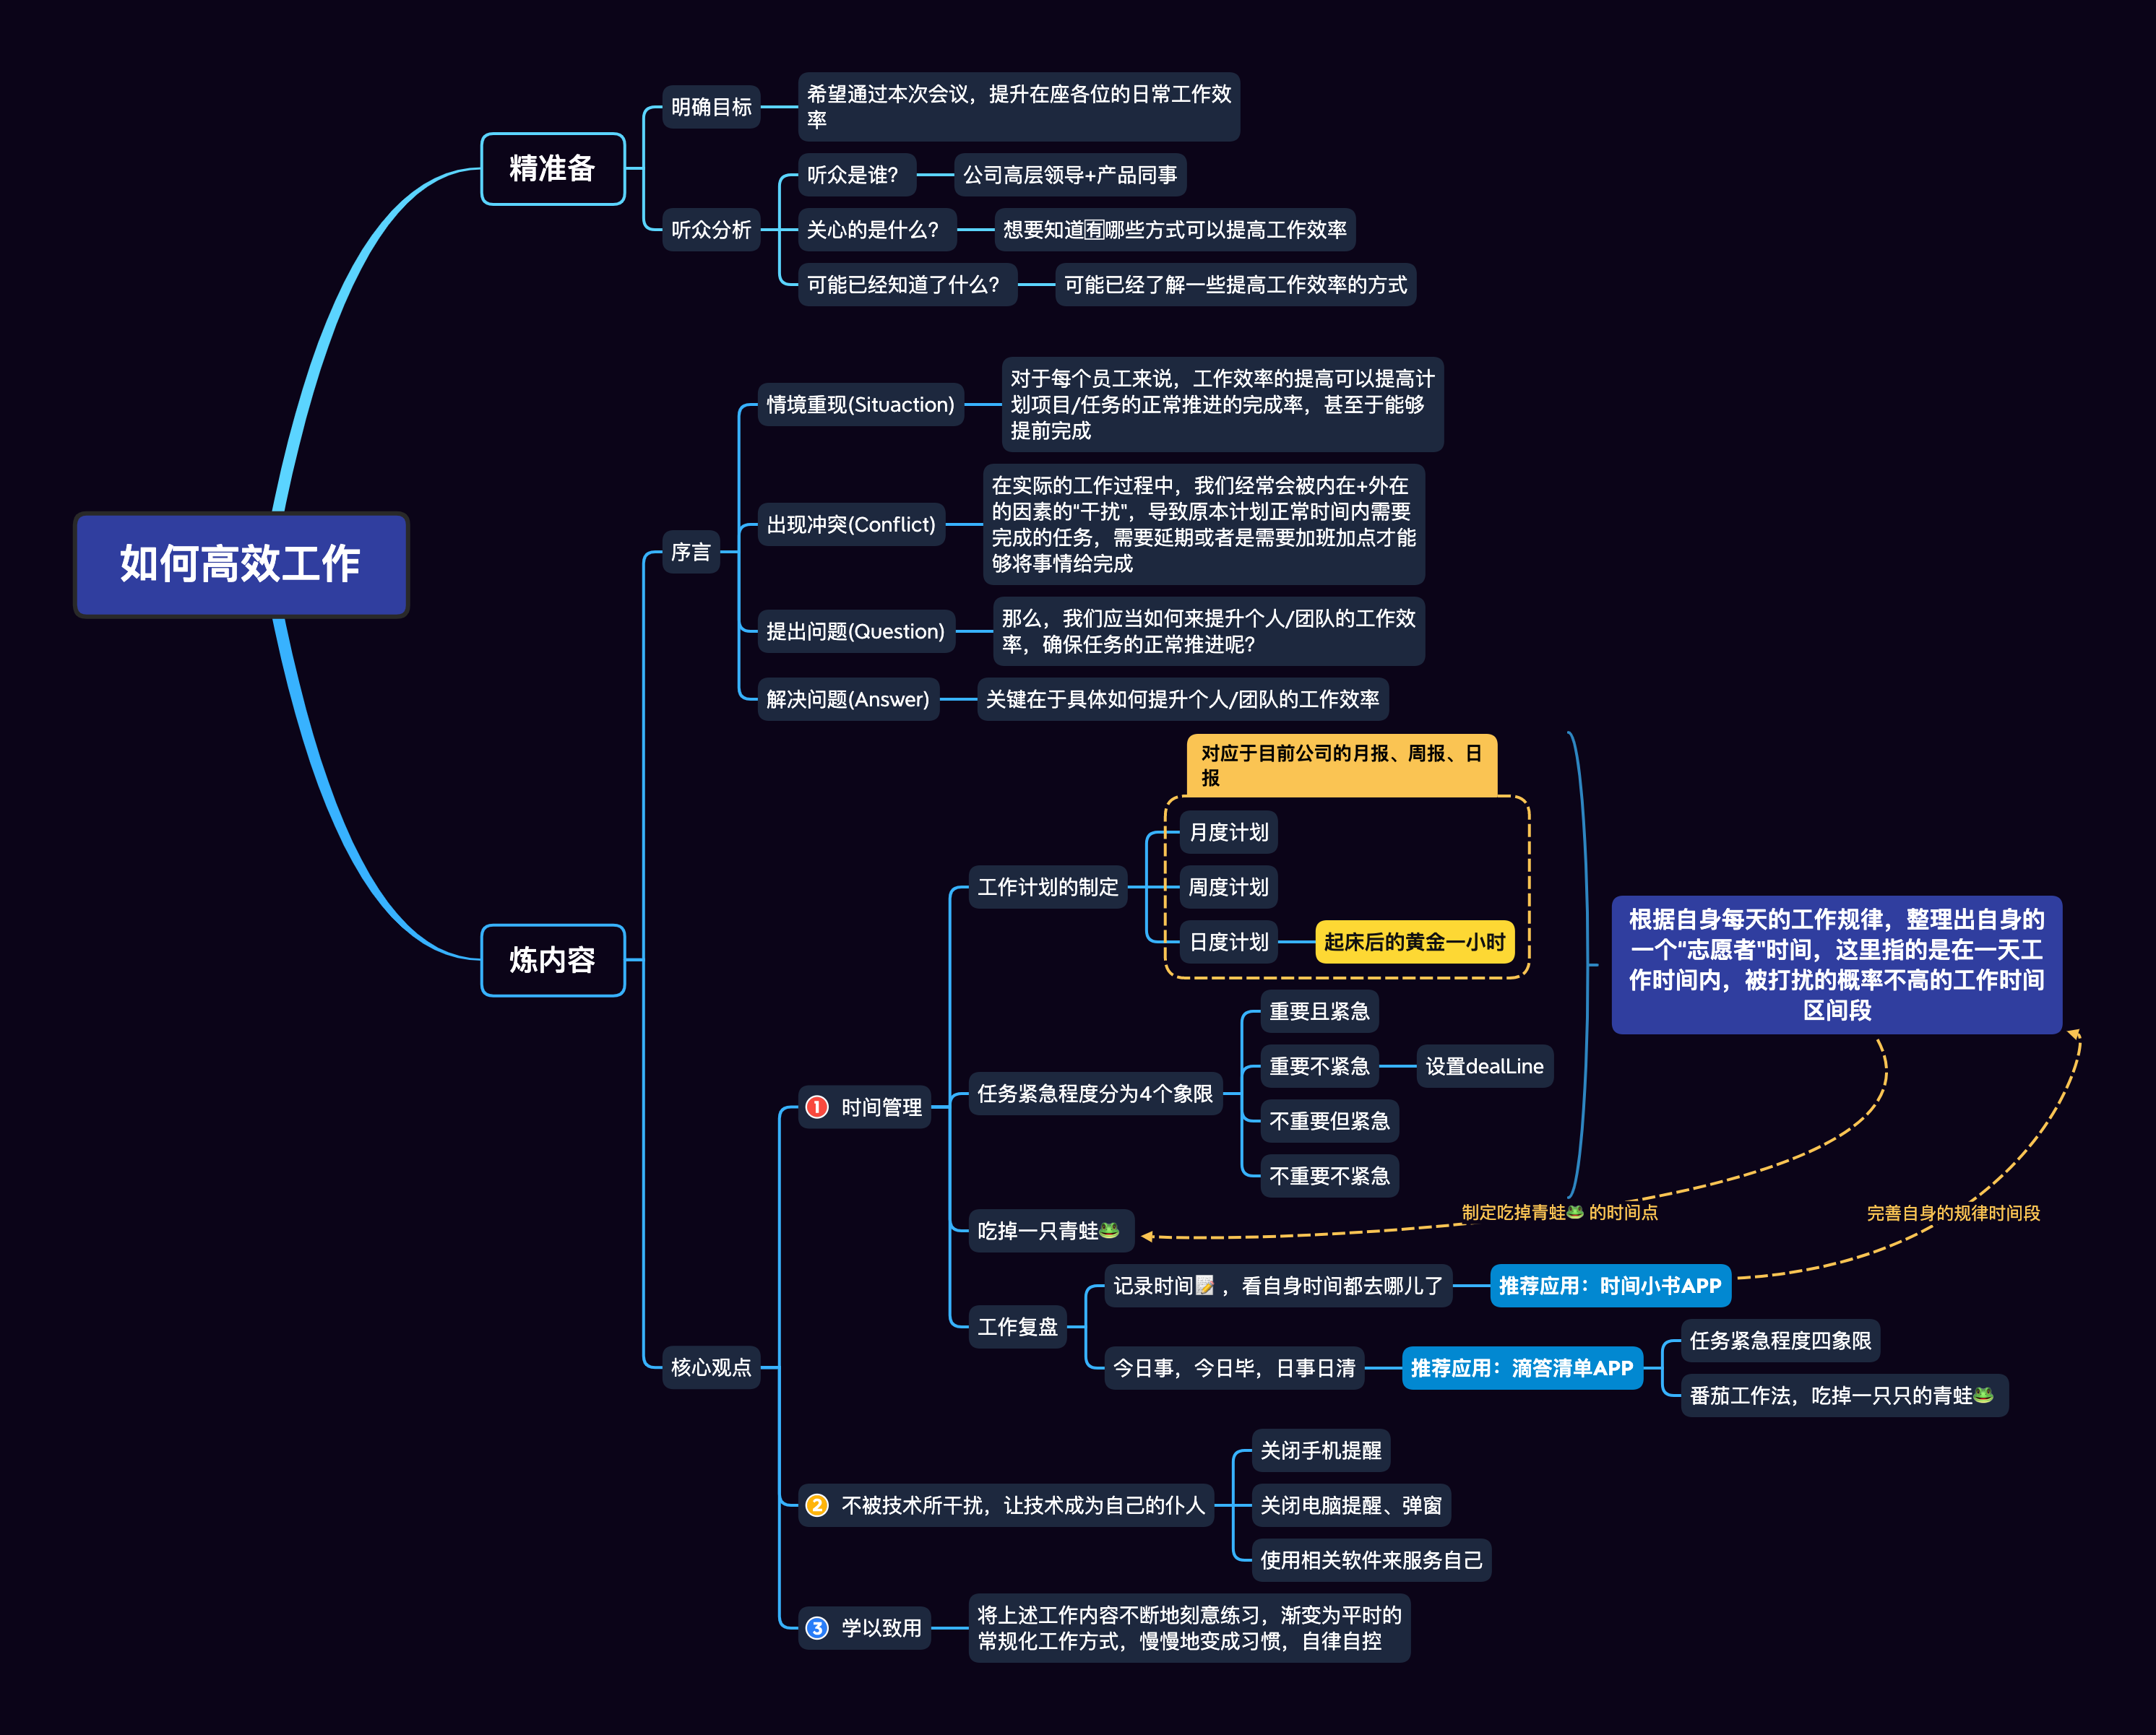 如何高效工作
精准备
明确目标
希望通过本次会议，提升在座各位的日常工作效
率
听众分析
听众是谁？
公司高层领导+产品同事
关心的是什么？
想要知道🈶哪些方式可以提高工作效率
可能已经知道了什么？
可能已经了解一些提高工作效率的方式
炼内容
序言
情境重现(Situaction)
对于每个员工来说，工作效率的提高可以提高计
划项目/任务的正常推进的完成率，甚至于能够
提前完成
出现冲突(Conflict)
在实际的工作过程中，我们经常会被内在+外在
的因素的"干扰"，导致原本计划正常时间内需要
完成的任务，需要延期或者是需要加班加点才能
够将事情给完成
提出问题(Question)
那么，我们应当如何来提升个人/团队的工作效
率，确保任务的正常推进呢？
解决问题(Answer)
关键在于具体如何提升个人/团队的工作效率
核心观点
1 时间管理
工作计划的制定
对应于目前公司的月报、周报、日
报
月度计划
周度计划
日度计划
起床后的黄金一小时
任务紧急程度分为4个象限
重要且紧急
重要不紧急
设置dealLine
不重要但紧急
不重要不紧急
根据自身每天的工作规律，整理出自身的
一个“志愿者"时间，这里指的是在一天工
作时间内，被打扰的概率不高的工作时间
区间段
吃掉一只青蛙🐸
制定吃掉青蛙🐸 的时间点
完善自身的规律时间段
工作复盘
记录时间📝 ，看自身时间都去哪儿了
推荐应用：时间小书APP
今日事，今日毕，日事日清
推荐应用：滴答清单APP
任务紧急程度四象限
番茄工作法，吃掉一只只的青蛙🐸
2 不被技术所干扰，让技术成为自己的仆人
关闭手机提醒
关闭电脑提醒、弹窗
使用相关软件来服务自己
3 学以致用
将上述工作内容不断地刻意练习，渐变为平时的
常规化工作方式，慢慢地变成习惯，自律自控